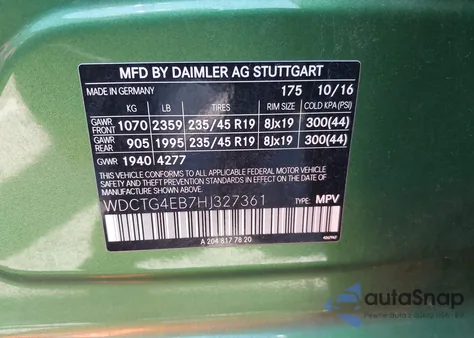 MFD BY DAIMLER AG STUTTGART
MADE IN GERMANY 175 10/16
KG LB TIRES RIM SIZE COLD KPA (PSI)
GAWR FRONT 1070 2359 235/45 R19 8Jx19 300(44)
GAWR REAR 905 1995 235/45 R19 8Jx19 300(44)
GVWR 1940 4277
THIS VEHICLE CONFORMS TO ALL APPLICABLE FEDERAL MOTOR VEHICLE
SAFETY, BUMPER, AND THEFT PREVENTION STANDARDS IN
EFFECT ON THE DATE OF MANUFACTURE SHOWN ABOVE.
WDCTG4EB7HJ327361 TYPE: MPV
A 204 817 78 20
autoSnap